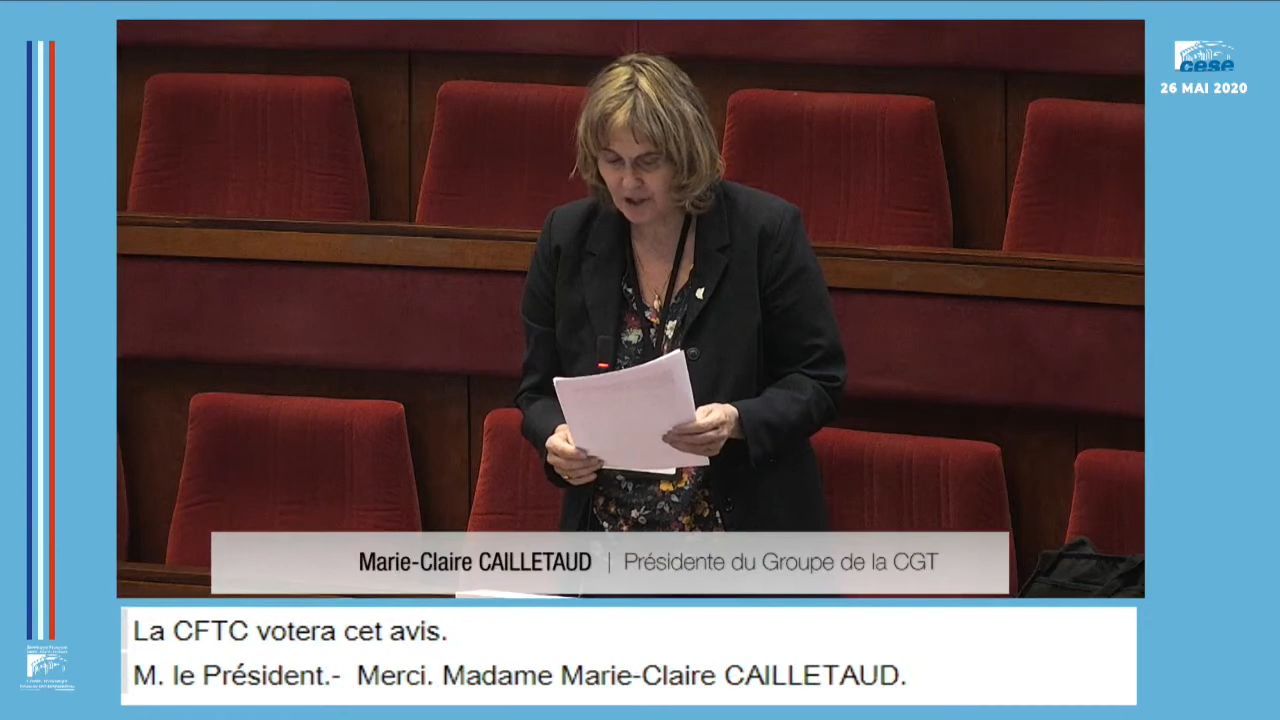 cese
26 MAI 2020
Marie-Claire CAILLETAUD | Présidente du Groupe de la CGT
La CFTC votera cet avis.
M. le Président.- Merci. Madame Marie-Claire CAILLETAUD.